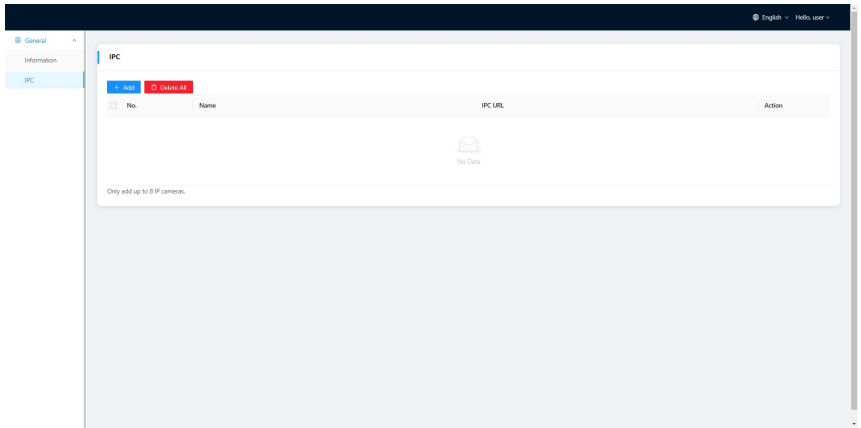 English Hello, user
General
Information
IPC
IPC
+ Add Delete All
No. Name IPC URL Action
No Data
Only add up to 8 IP cameras.